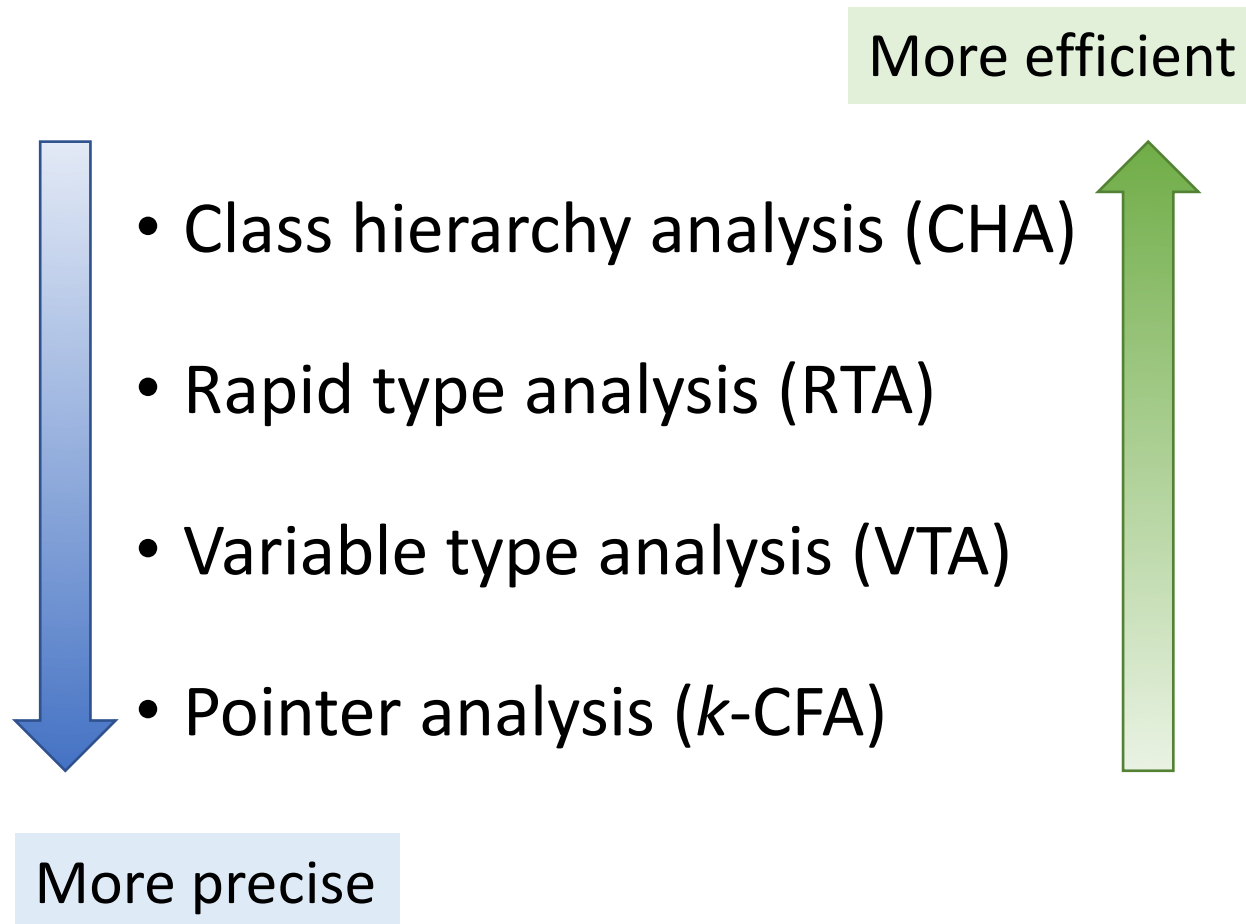 More efficient
• Class hierarchy analysis (CHA)
• Rapid type analysis (RTA)
• Variable type analysis (VTA)
• Pointer analysis (k-CFA)
More precise